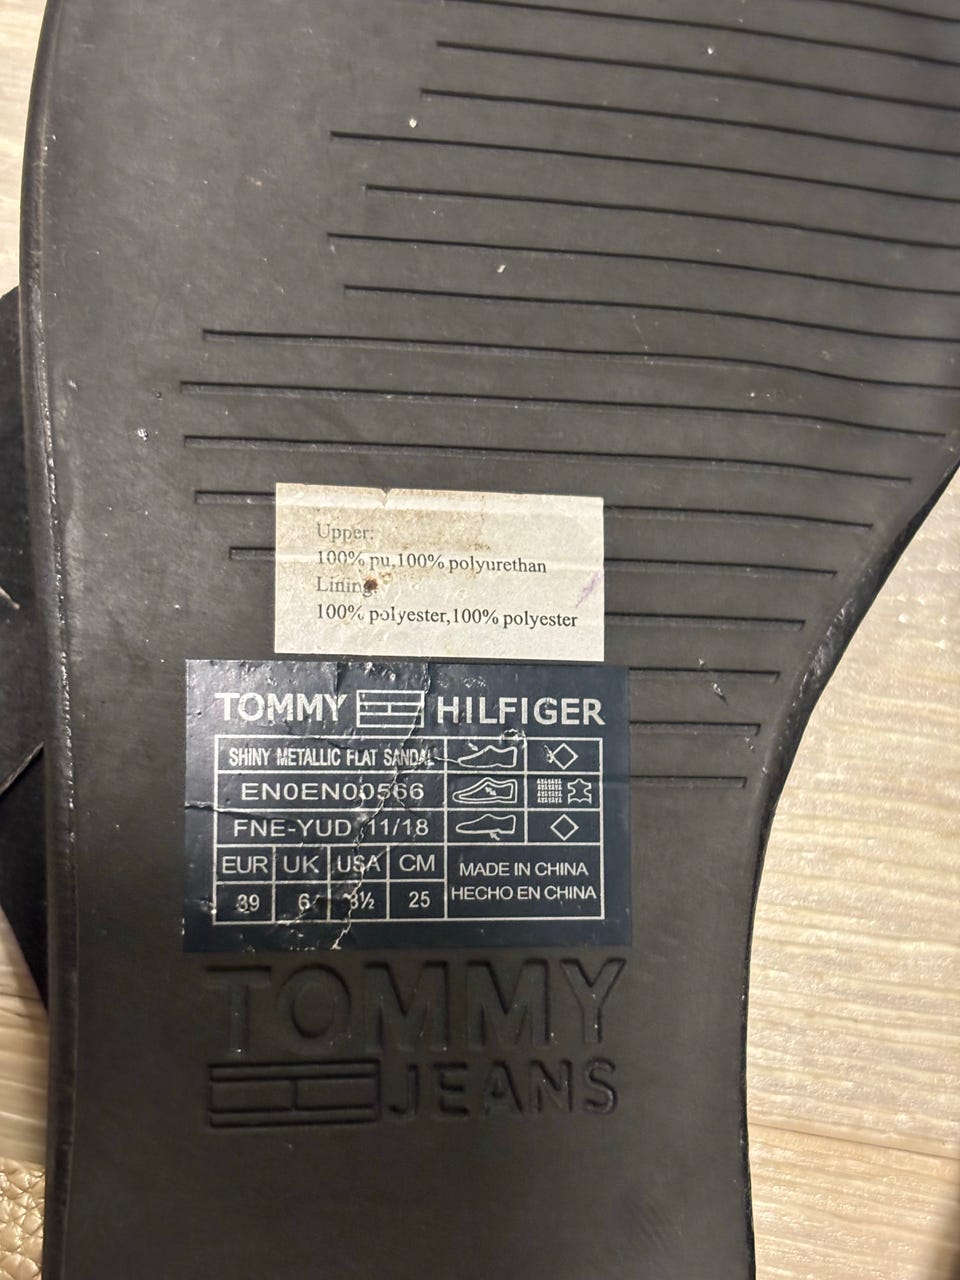 Upper:
100% pu,100% polyurethan
Lining:
100% polyester,100% polyester
TOMMY HILFIGER
SHINY METALLIC FLAT SANDAL
EN0EN00566
FNE-YUD 11/18
EUR UK USA CM
39 6 8½ 25
MADE IN CHINA
HECHO EN CHINA
TOMMY
JEANS